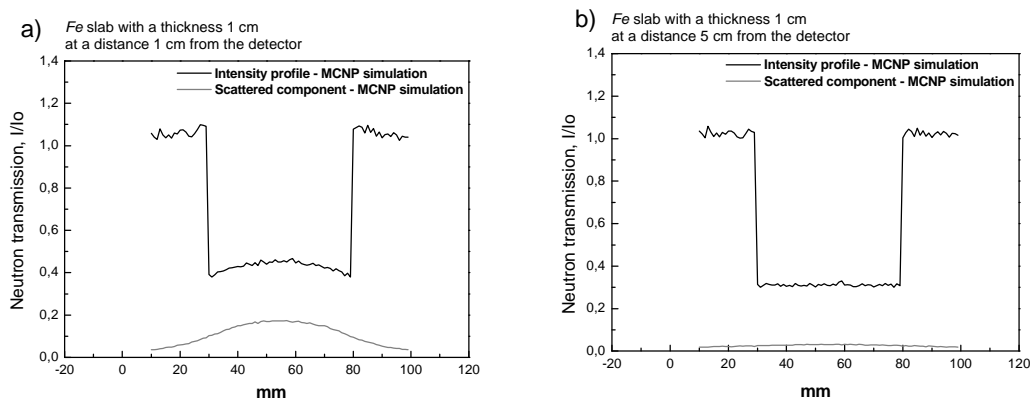 a)
Fe slab with a thickness 1 cm
at a distance 1 cm from the detector
1,4
1,2
1,0
0,8
0,6
0,4
0,2
0,0
Neutron transmission, I/Io
Intensity profile - MCNP simulation
Scattered component - MCNP simulation
-20 0 20 40 60 80 100 120
mm
b)
Fe slab with a thickness 1 cm
at a distance 5 cm from the detector
1,4
1,2
1,0
0,8
0,6
0,4
0,2
0,0
Neutron transmission, I/Io
Intensity profile - MCNP simulation
Scattered component - MCNP simulation
-20 0 20 40 60 80 100 120
mm